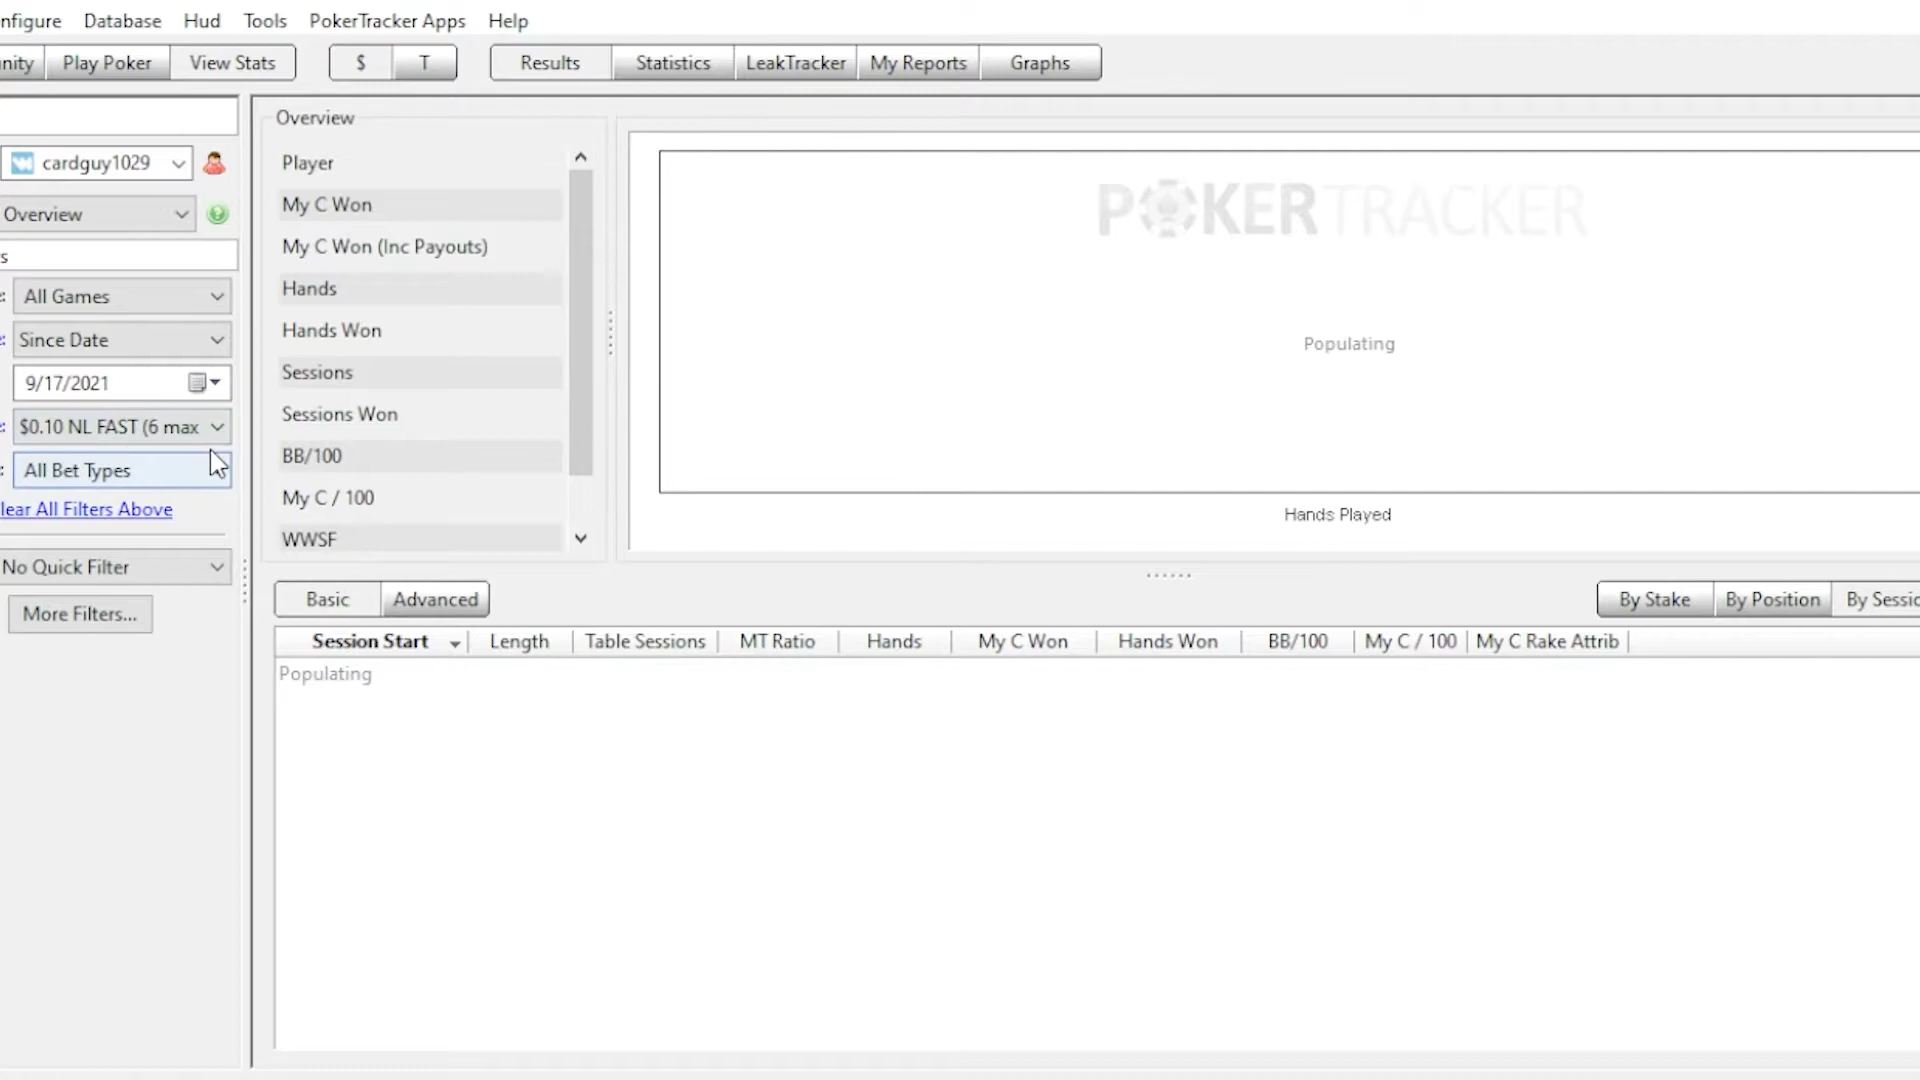 nfigure Database Hud Tools PokerTracker Apps Help
nity Play Poker View Stats $ T Results Statistics LeakTracker My Reports Graphs
Overview
cardguy1029
Overview
s
All Games
Since Date
9/17/2021
$0.10 NL FAST (6 max
All Bet Types
lear All Filters Above
No Quick Filter
More Filters...
Player
My C Won
My C Won (Inc Payouts)
Hands
Hands Won
Sessions
Sessions Won
BB/100
My C / 100
WWSF
POKERTRACKER
Populating
Hands Played
Basic Advanced By Stake By Position By Sessio
Session Start Length Table Sessions MT Ratio Hands My C Won Hands Won BB/100 My C / 100 My C Rake Attrib
Populating